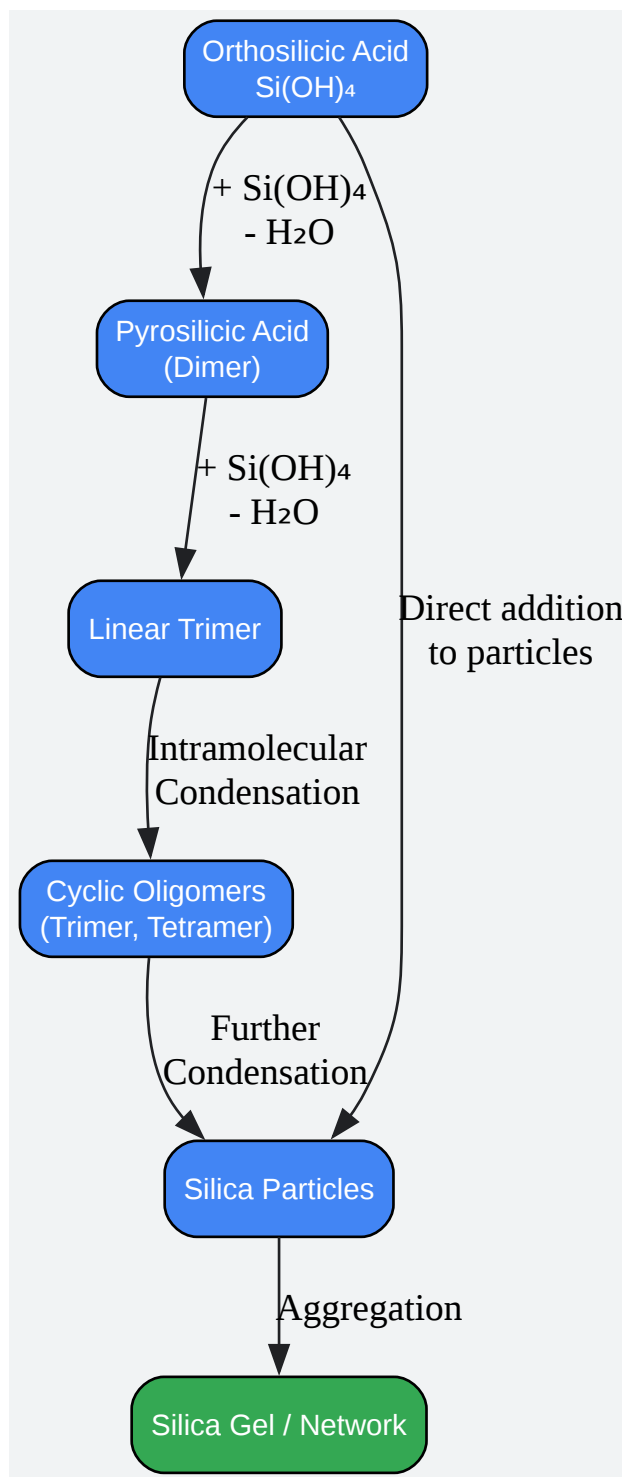 Orthosilicic Acid
Si(OH)₄
+ Si(OH)₄
- H₂O
Pyrosilicic Acid
(Dimer)
+ Si(OH)₄
- H₂O
Linear Trimer
Direct addition
to particles
Intramolecular
Condensation
Cyclic Oligomers
(Trimer, Tetramer)
Further
Condensation
Silica Particles
Aggregation
Silica Gel / Network